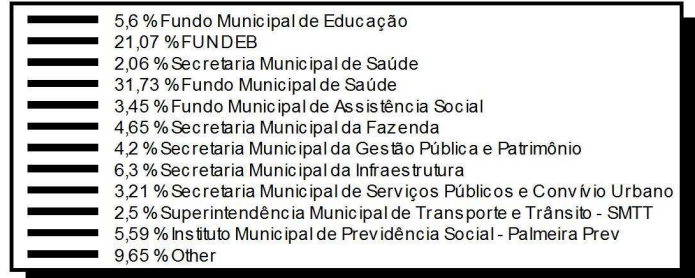 5,6 % Fundo Municipal de Educação
21,07 % FUNDEB
2,06 % Secretaria Municipal de Saúde
31,73 % Fundo Municipal de Saúde
3,45 % Fundo Municipal de Assistência Social
4,65 % Secretaria Municipal da Fazenda
4,2 % Secretaria Municipal da Gestão Pública e Patrimônio
6,3 % Secretaria Municipal da Infraestrutura
3,21 % Secretaria Municipal de Serviços Públicos e Convívio Urbano
2,5 % Superintendência Municipal de Transporte e Trânsito - SMTT
5,59 % Instituto Municipal de Previdência Social - Palmeira Prev
9,65 % Other